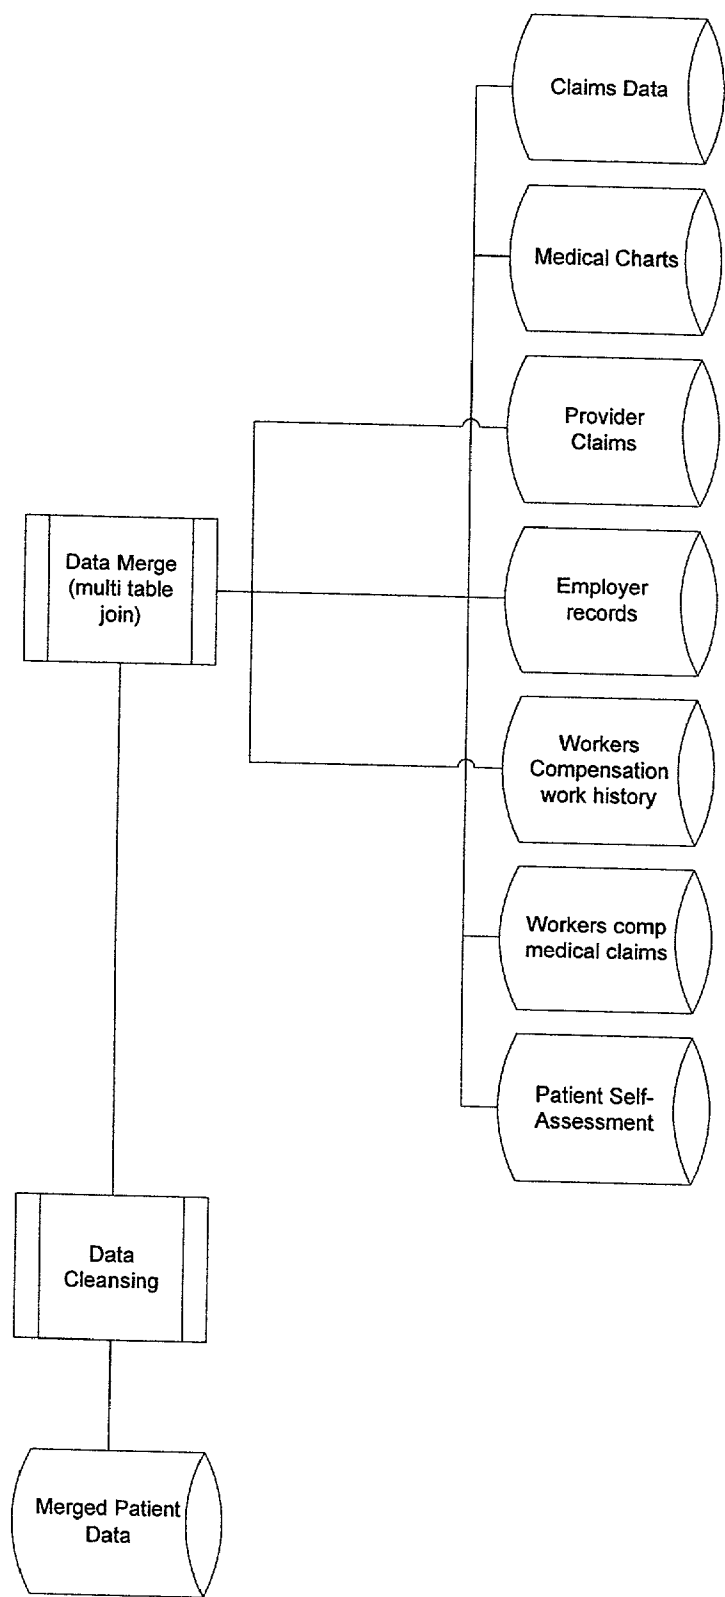 Claims Data
Medical Charts
Provider
Claims
Data Merge
(multi table
join)
Employer
records
Workers
Compensation
work history
Workers comp
medical claims
Patient Self-
Assessment
Data
Cleansing
Merged Patient
Data